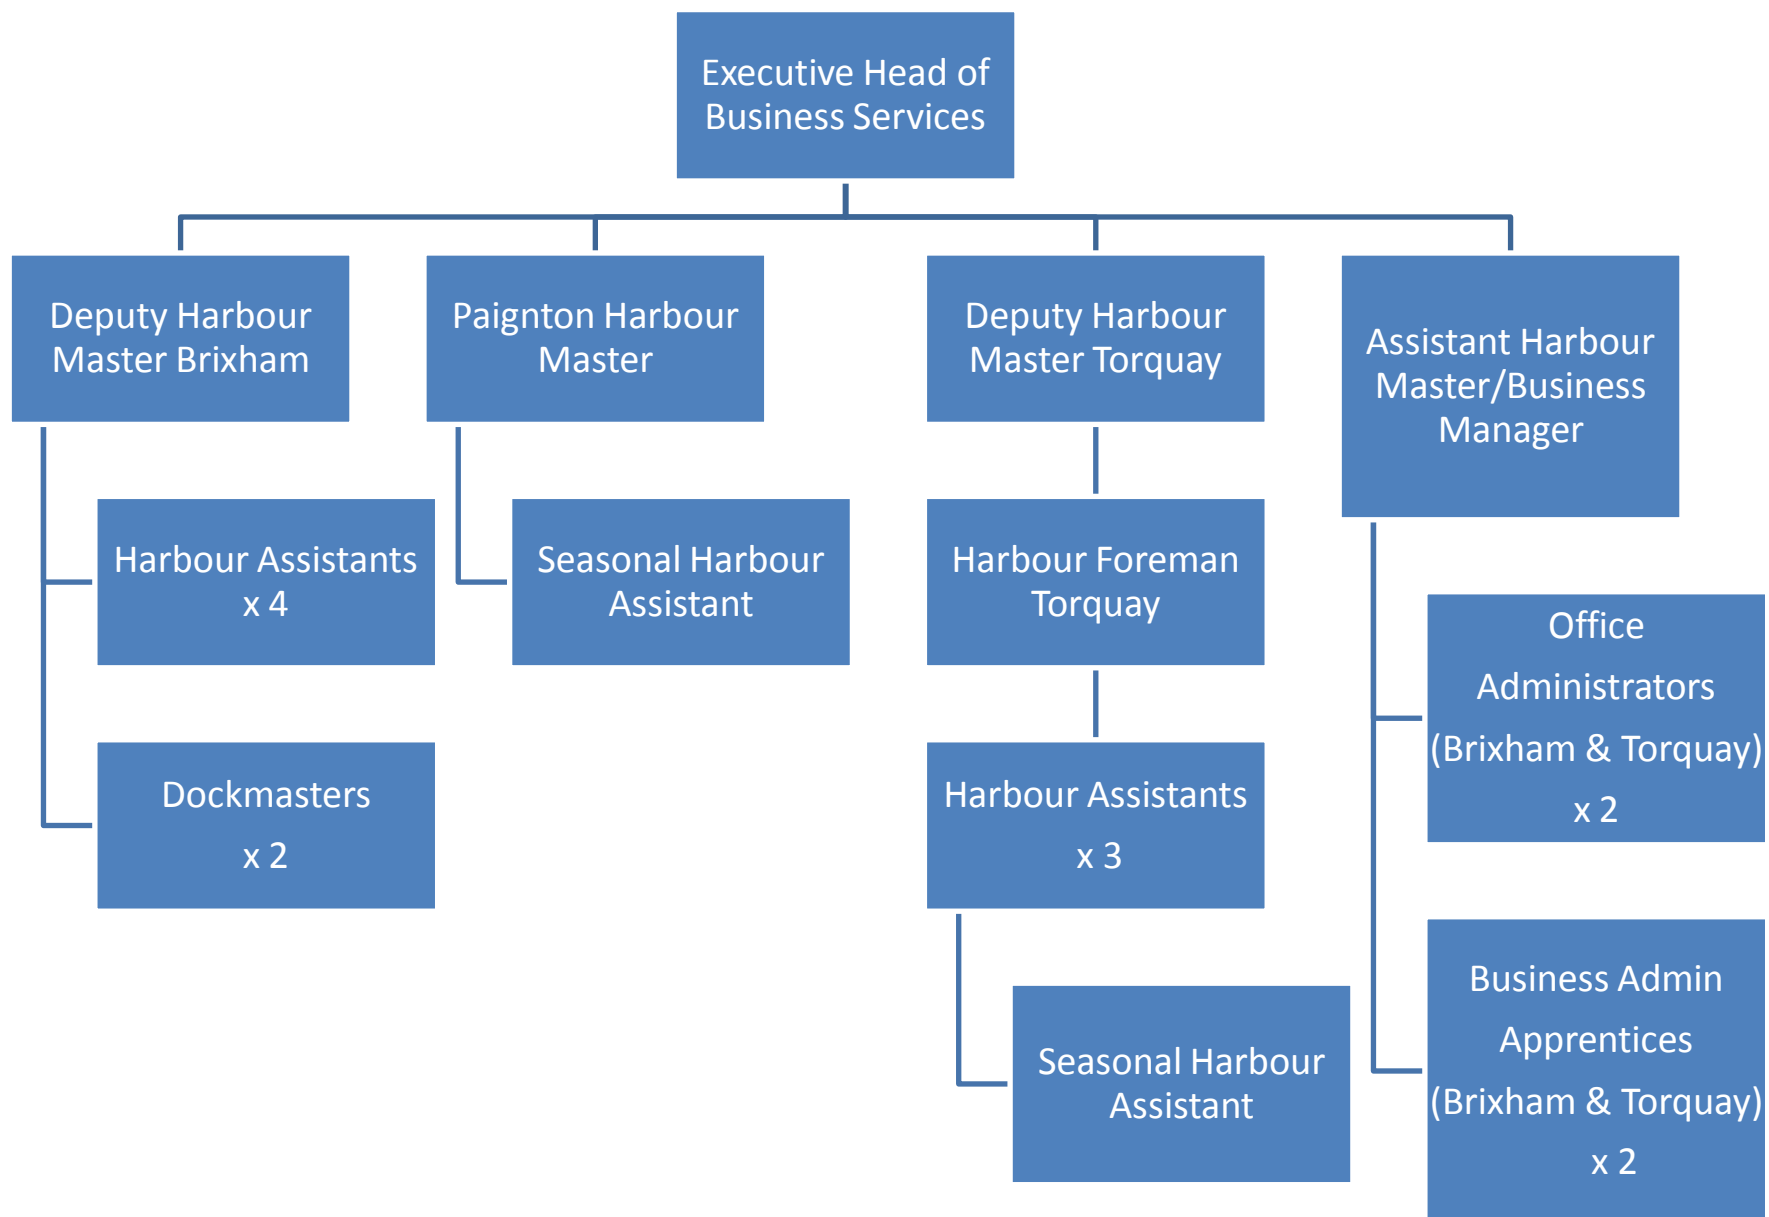 Executive Head of
Business Services
Deputy Harbour
Master Brixham
Paignton Harbour
Master
Deputy Harbour
Master Torquay
Assistant Harbour
Master/Business
Manager
Harbour Assistants
x 4
Seasonal Harbour
Assistant
Harbour Foreman
Torquay
Office
Administrators
(Brixham & Torquay)
x 2
Dockmasters
x 2
Harbour Assistants
x 3
Business Admin
Apprentices
(Brixham & Torquay)
x 2
Seasonal Harbour
Assistant